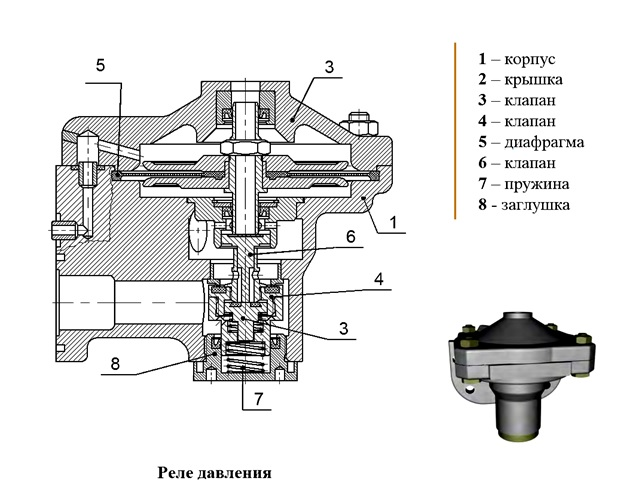 5
3
1
6
4
3
8
7
1 – корпус
2 – крышка
3 – клапан
4 – клапан
5 – диафрагма
6 – клапан
7 – пружина
8 - заглушка
Реле давления